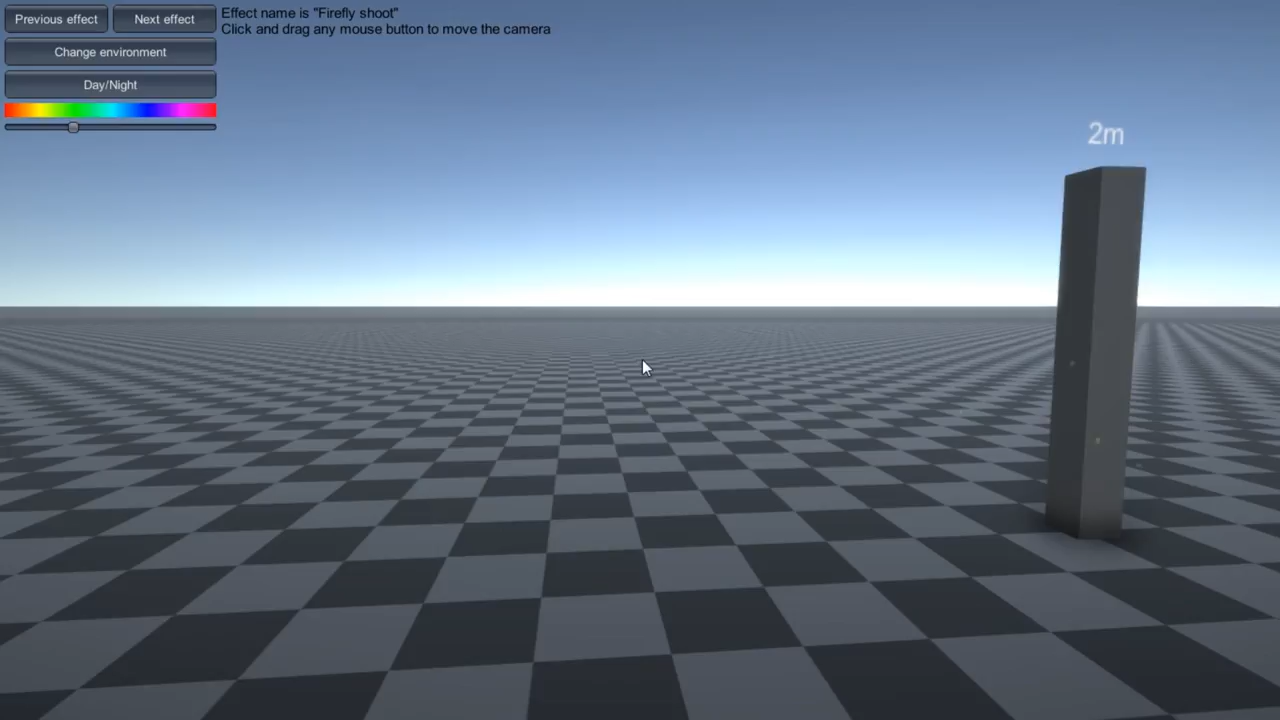 Previous effect
Next effect
Effect name is "Firefly shoot"
Click and drag any mouse button to move the camera
Change environment
Day/Night
2m